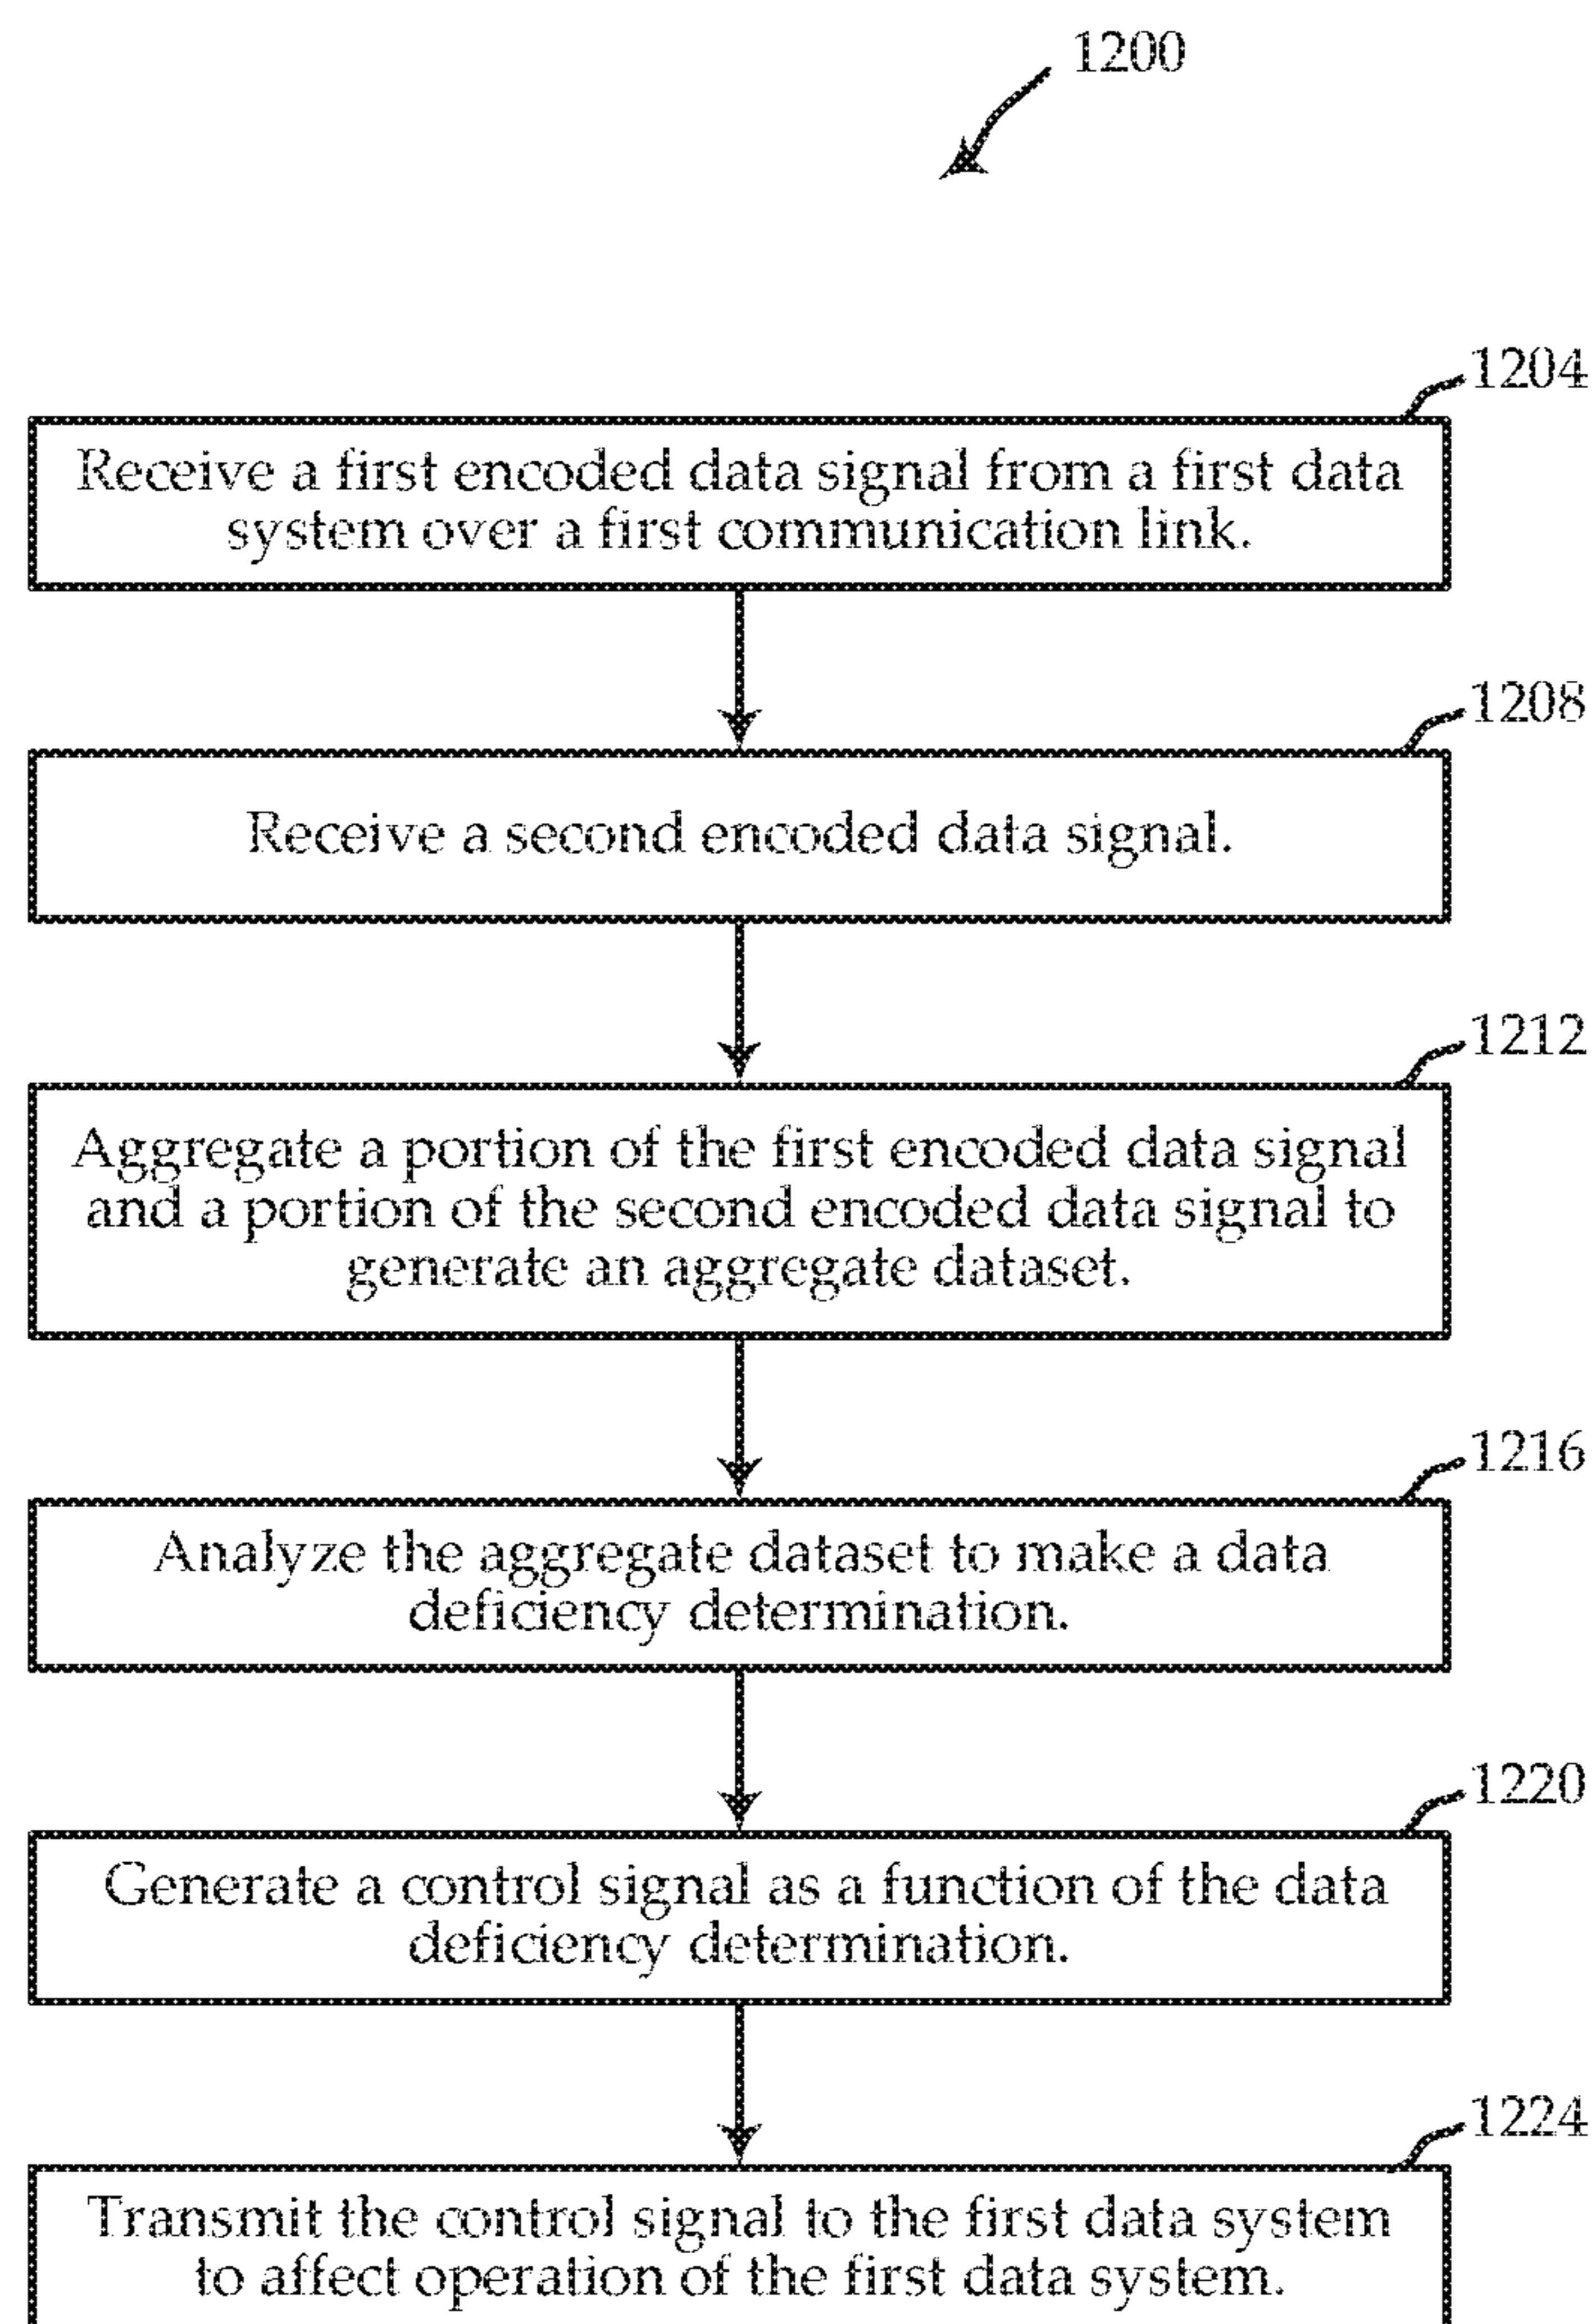 1200
1204
Receive a first encoded data signal from a first data
system over a first communication link.
1208
Receive a second encoded data signal.
1212
Aggregate a portion of the first encoded data signal
and a portion of the second encoded data signal to
generate an aggregate dataset.
1216
Analyze the aggregate dataset to make a data
deficiency determination.
1220
Generate a control signal as a function of the data
deficiency determination.
1224
Transmit the control signal to the first data system
to affect operation of the first data system.